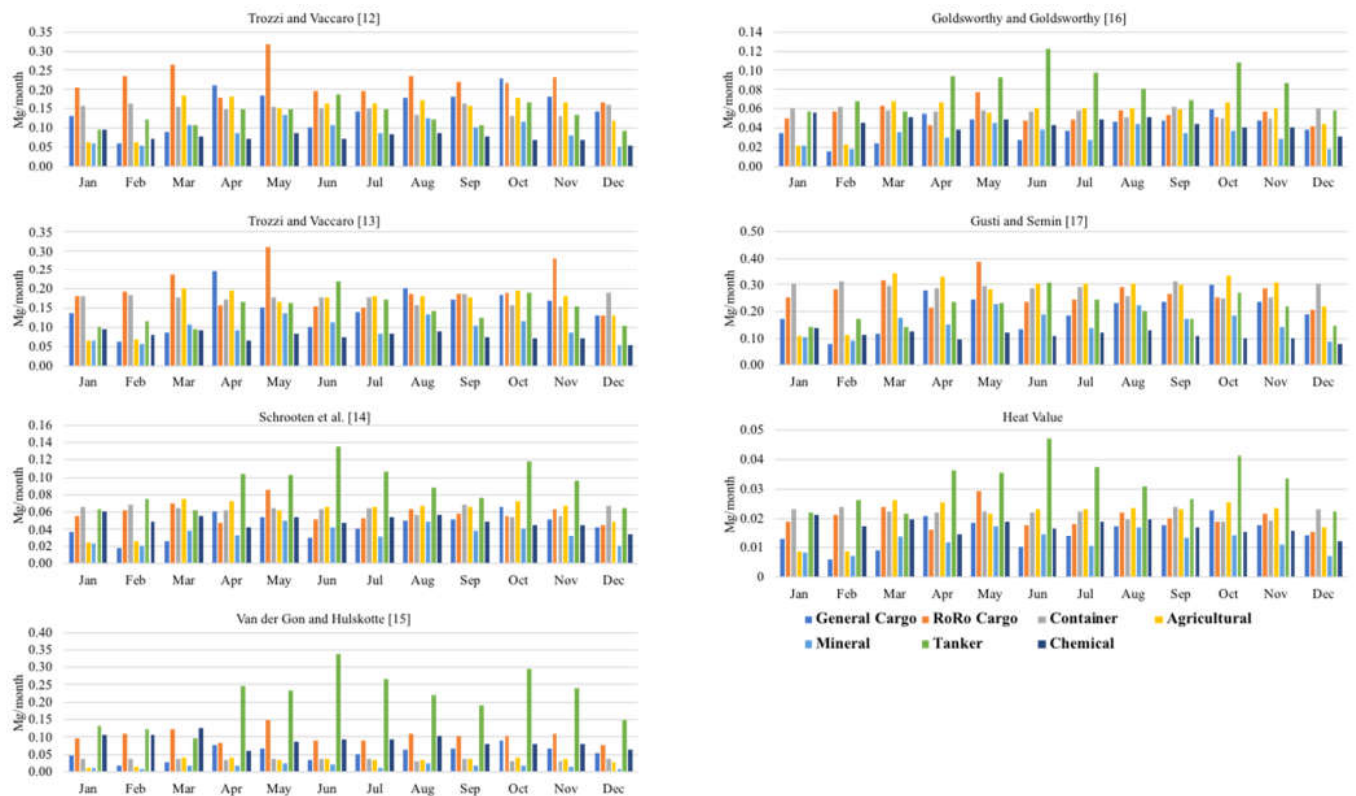 Trozzi and Vaccaro [12]
Mg/month
0.35
0.30
0.25
0.20
0.15
0.10
0.05
0.00
Jan Feb Mar Apr May Jun Jul Aug Sep Oct Nov Dec
Trozzi and Vaccaro [13]
Mg/month
0.35
0.30
0.25
0.20
0.15
0.10
0.05
0.00
Jan Feb Mar Apr May Jun Jul Aug Sep Oct Nov Dec
Schrooten et al. [14]
Mg/month
0.16
0.14
0.12
0.10
0.08
0.06
0.04
0.02
0.00
Jan Feb Mar Apr May Jun Jul Aug Sep Oct Nov Dec
Van der Gon and Hulskotte [15]
Mg/month
0.40
0.35
0.30
0.25
0.20
0.15
0.10
0.05
0.00
Jan Feb Mar Apr May Jun Jul Aug Sep Oct Nov Dec
Goldsworthy and Goldsworthy [16]
Mg/month
0.14
0.12
0.10
0.08
0.06
0.04
0.02
0.00
Jan Feb Mar Apr May Jun Jul Aug Sep Oct Nov Dec
Gusti and Semin [17]
Mg/month
0.50
0.40
0.30
0.20
0.10
0.00
Jan Feb Mar Apr May Jun Jul Aug Sep Oct Nov Dec
Heat Value
Mg/month
0.05
0.04
0.03
0.02
0.01
0
Jan Feb Mar Apr May Jun Jul Aug Sep Oct Nov Dec
General Cargo RoRo Cargo Container Agricultural
Mineral Tanker Chemical